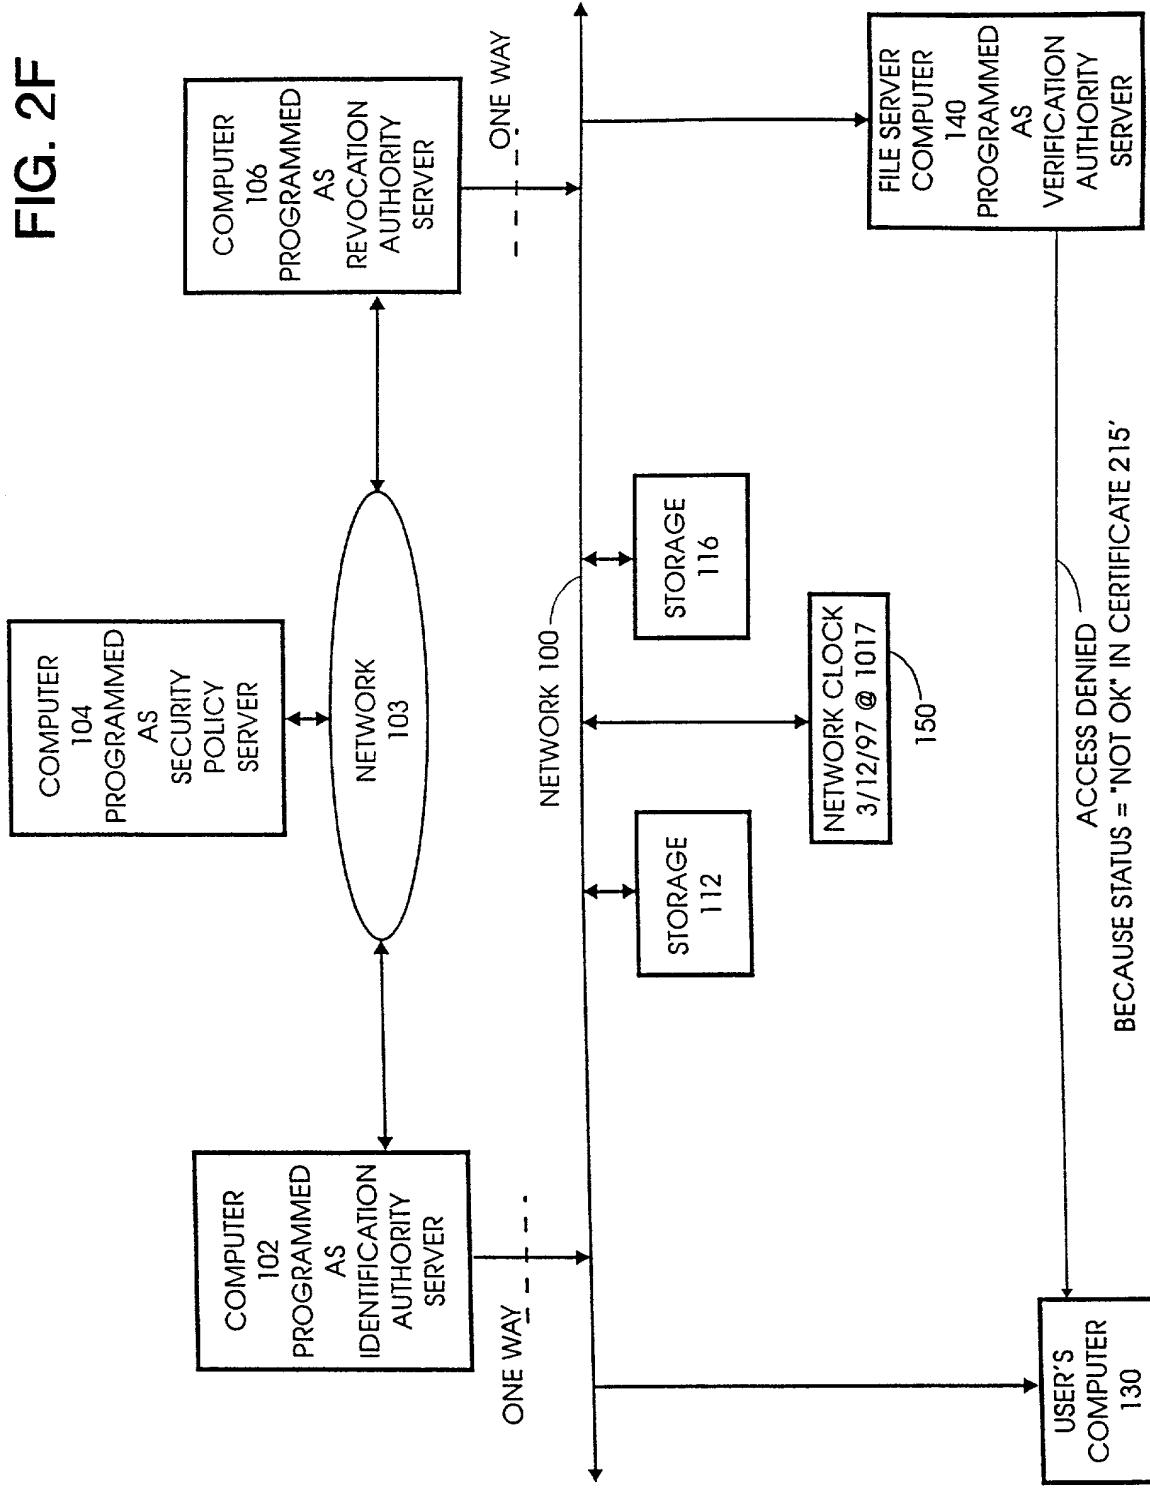 FIG. 2F
COMPUTER
104
PROGRAMMED
AS
SECURITY
POLICY
SERVER
COMPUTER
102
PROGRAMMED
AS
IDENTIFICATION
AUTHORITY
SERVER
NETWORK
103
COMPUTER
106
PROGRAMMED
AS
REVOCATION
AUTHORITY
SERVER
ONE WAY
ONE WAY
NETWORK 100
STORAGE
112
STORAGE
116
NETWORK CLOCK
3/12/97 @ 1017
150
USER'S
COMPUTER
130
ACCESS DENIED
BECAUSE STATUS = "NOT OK" IN CERTIFICATE 215'
FILE SERVER
COMPUTER
140
PROGRAMMED
AS
VERIFICATION
AUTHORITY
SERVER